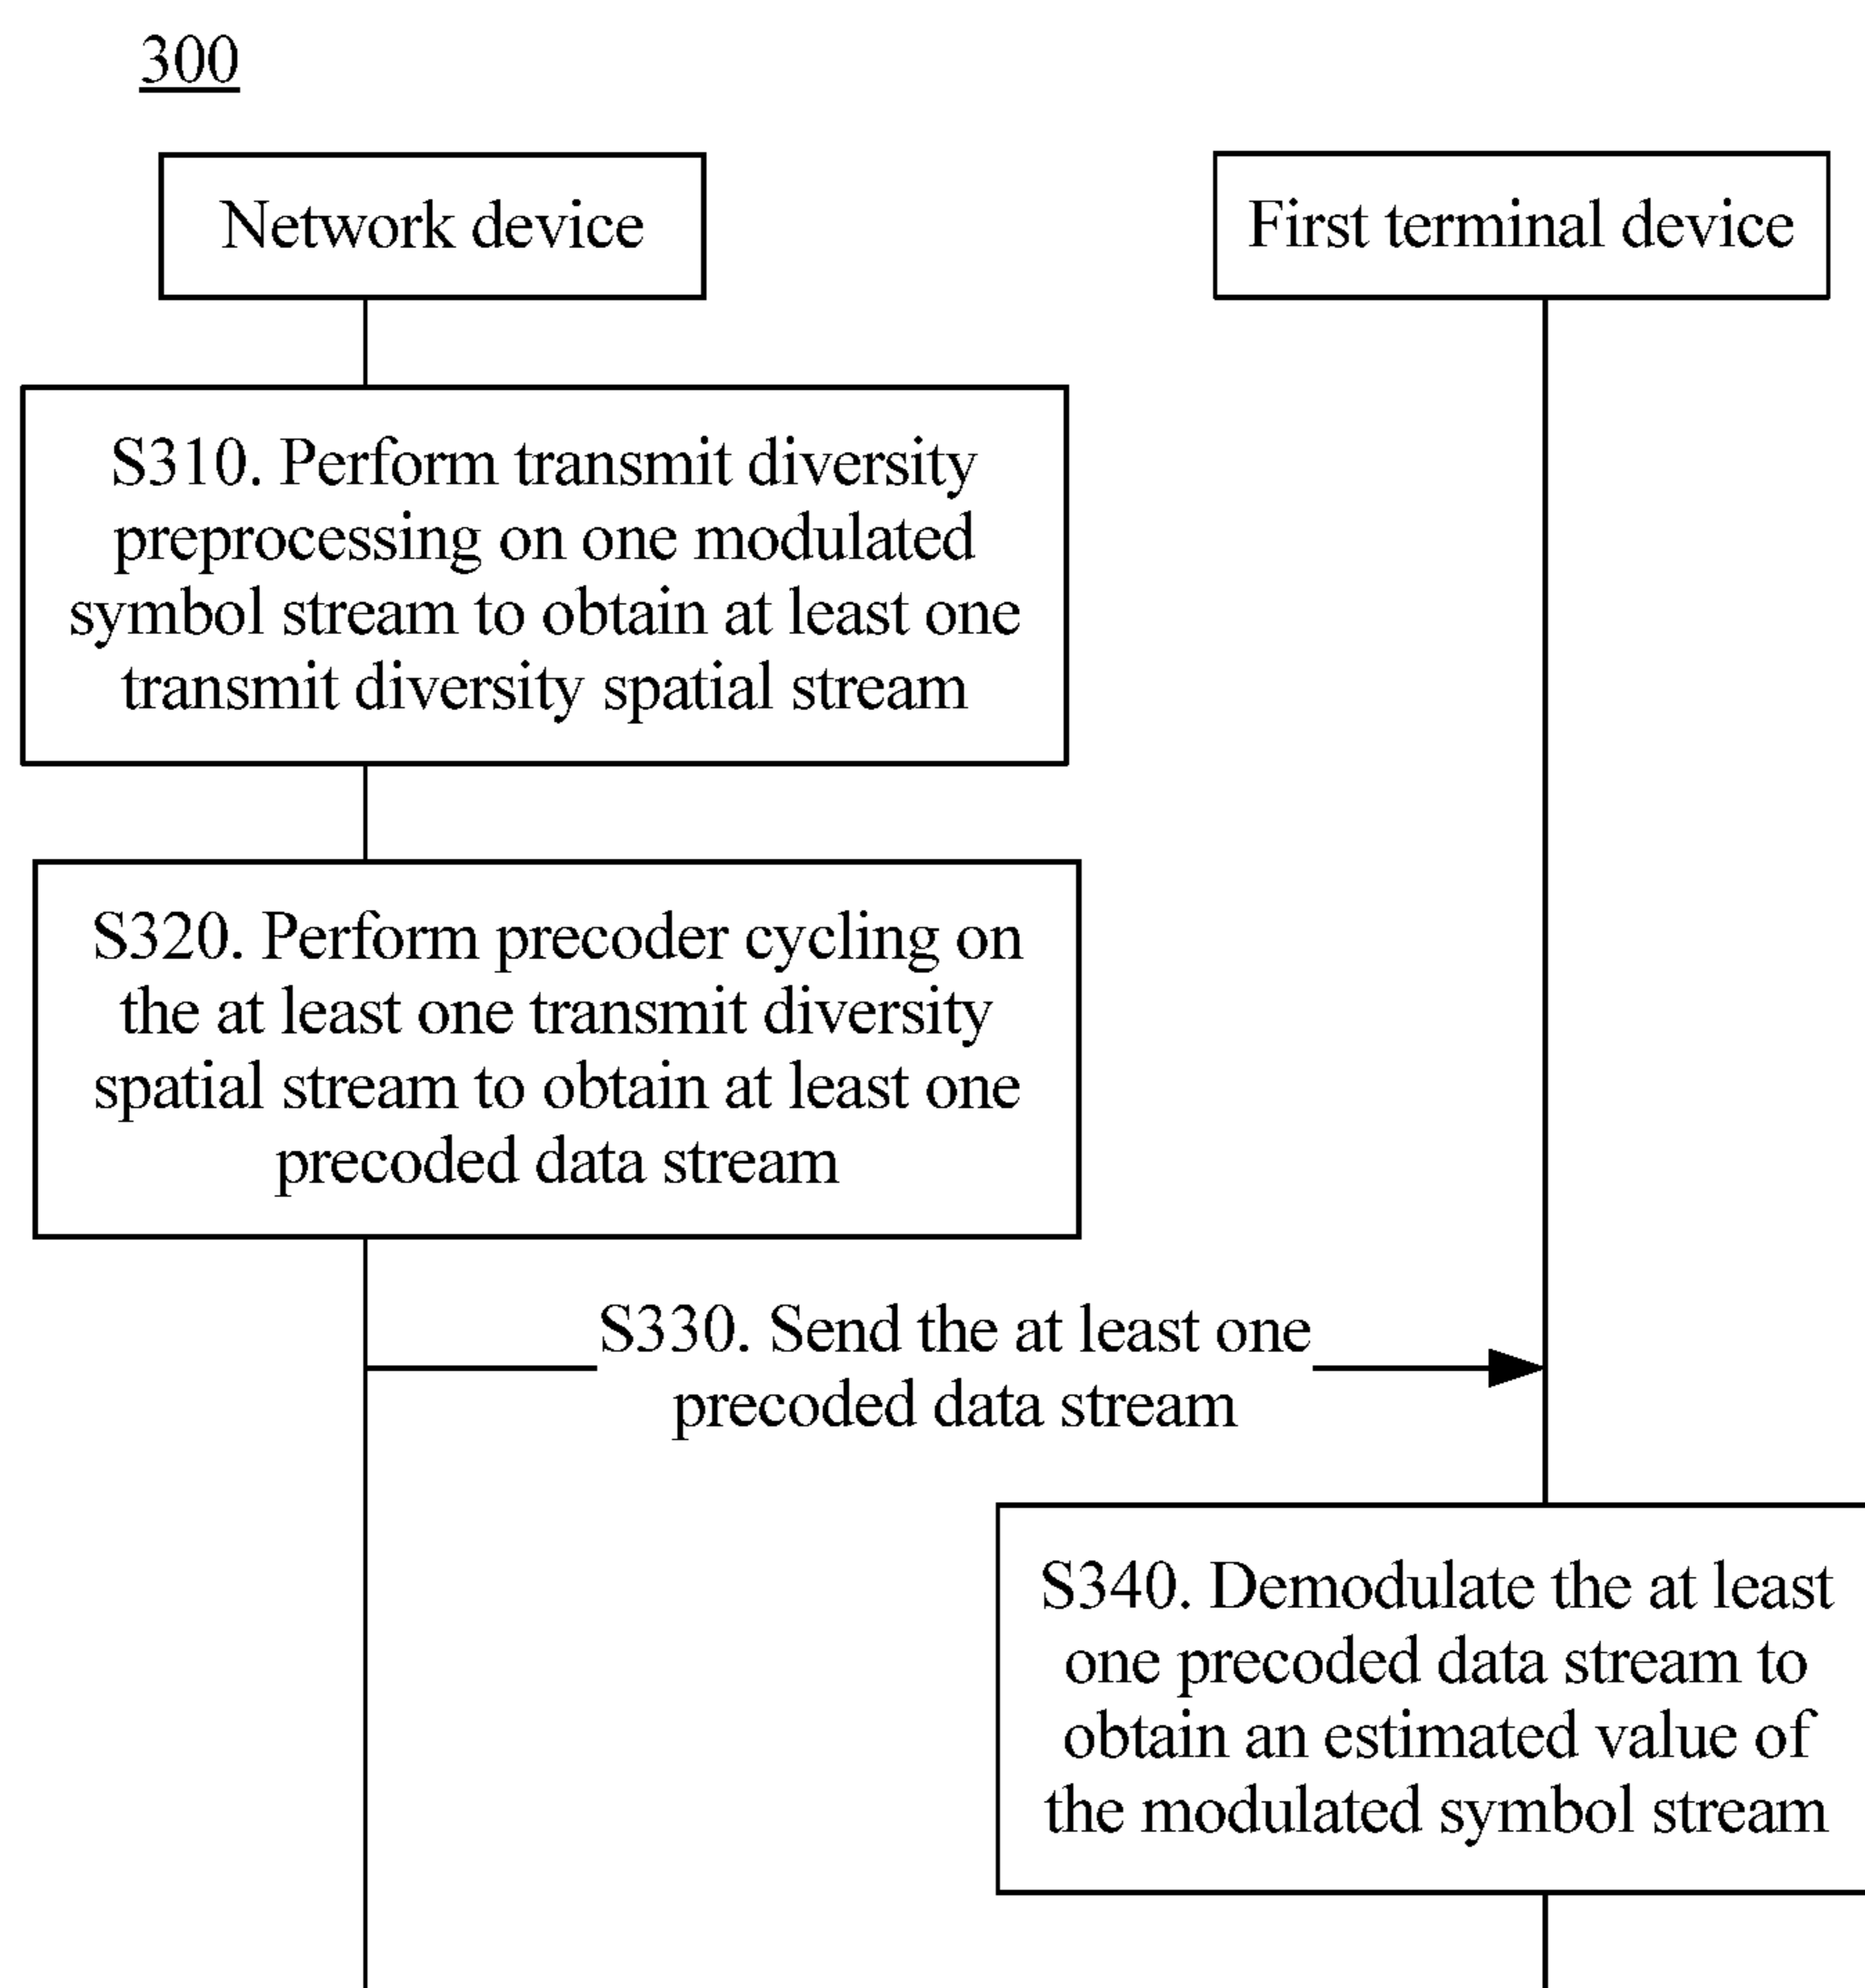 300
Network device
First terminal device
S310. Perform transmit diversity
preprocessing on one modulated
symbol stream to obtain at least one
transmit diversity spatial stream
S320. Perform precoder cycling on
the at least one transmit diversity
spatial stream to obtain at least one
precoded data stream
S330. Send the at least one
precoded data stream
S340. Demodulate the at least
one precoded data stream to
obtain an estimated value of
the modulated symbol stream